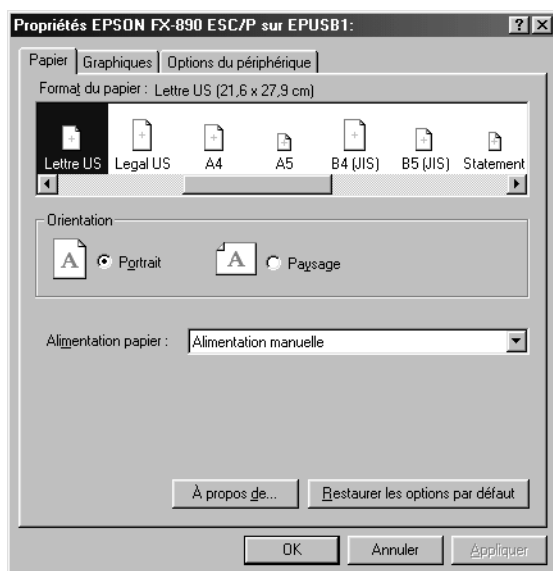 Propriétés EPSON FX-890 ESC/P sur EPUSB1:
Papier Graphiques Options du périphérique
Format du papier : Lettre US (21,6 x 27,9 cm)
Lettre US Legal US A4 A5 B4 (JIS) B5 (JIS) Statement
Orientation
A Portrait A Paysage
Alimentation papier : Alimentation manuelle
À propos de... Restaurer les options par défaut
OK Annuler Appliquer